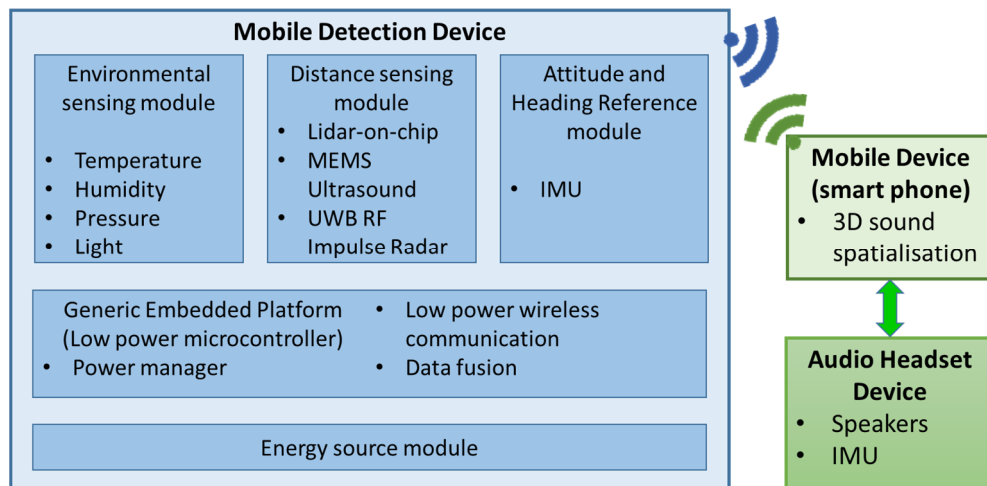 Mobile Detection Device
Environmental
sensing module
• Temperature
• Humidity
• Pressure
• Light
Distance sensing
module
• Lidar-on-chip
• MEMS
Ultrasound
• UWB RF
Impulse Radar
Attitude and
Heading Reference
module
• IMU
Generic Embedded Platform
(Low power microcontroller)
• Power manager
• Low power wireless
communication
• Data fusion
Energy source module
Mobile Device
(smart phone)
• 3D sound
spatialisation
Audio Headset
Device
• Speakers
• IMU